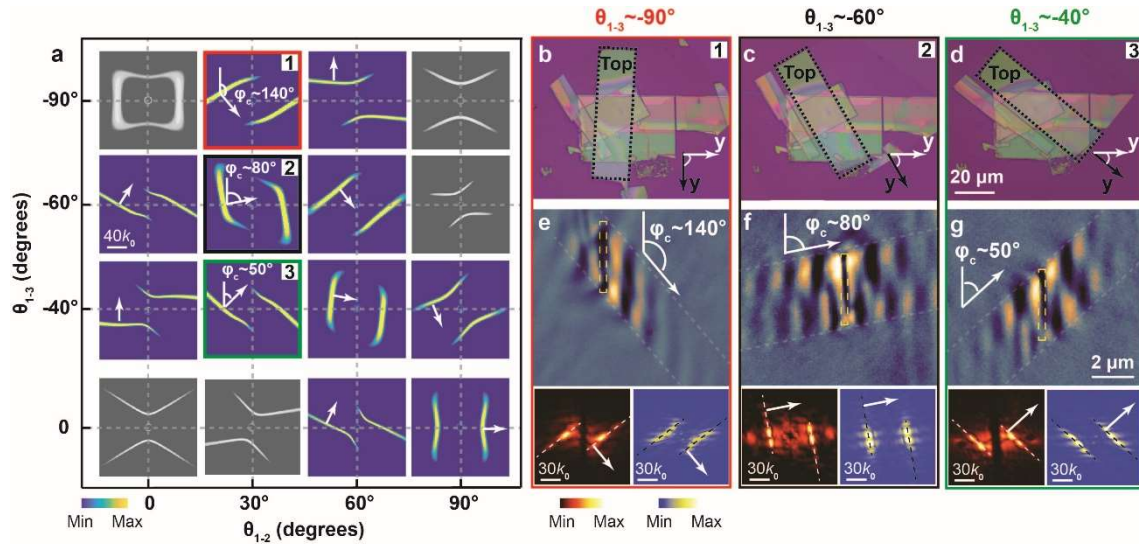 θ1-3~-90°
θ1-3~-60°
θ1-3~-40°
a
-90°
-60°
-40°
0
θ1-3 (degrees)
1
φc~140°
2
φc~80°
40k0
3
φc~50°
0
30°
60°
90°
θ1-2 (degrees)
Min Max
b
1
Top
y
y
c
2
Top
y
y
d
3
Top
y
y
20 μm
e
φc~140°
f
φc~80°
g
φc~50°
2 μm
30k0
30k0
30k0
30k0
30k0
30k0
Min Max
Min Max